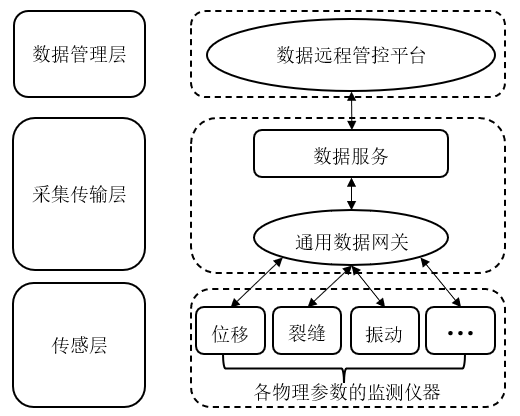 数据管理层
数据远程管控平台
数据服务
采集传输层
通用数据网关
位移
裂缝
振动
...
传感层
各物理参数的监测仪器